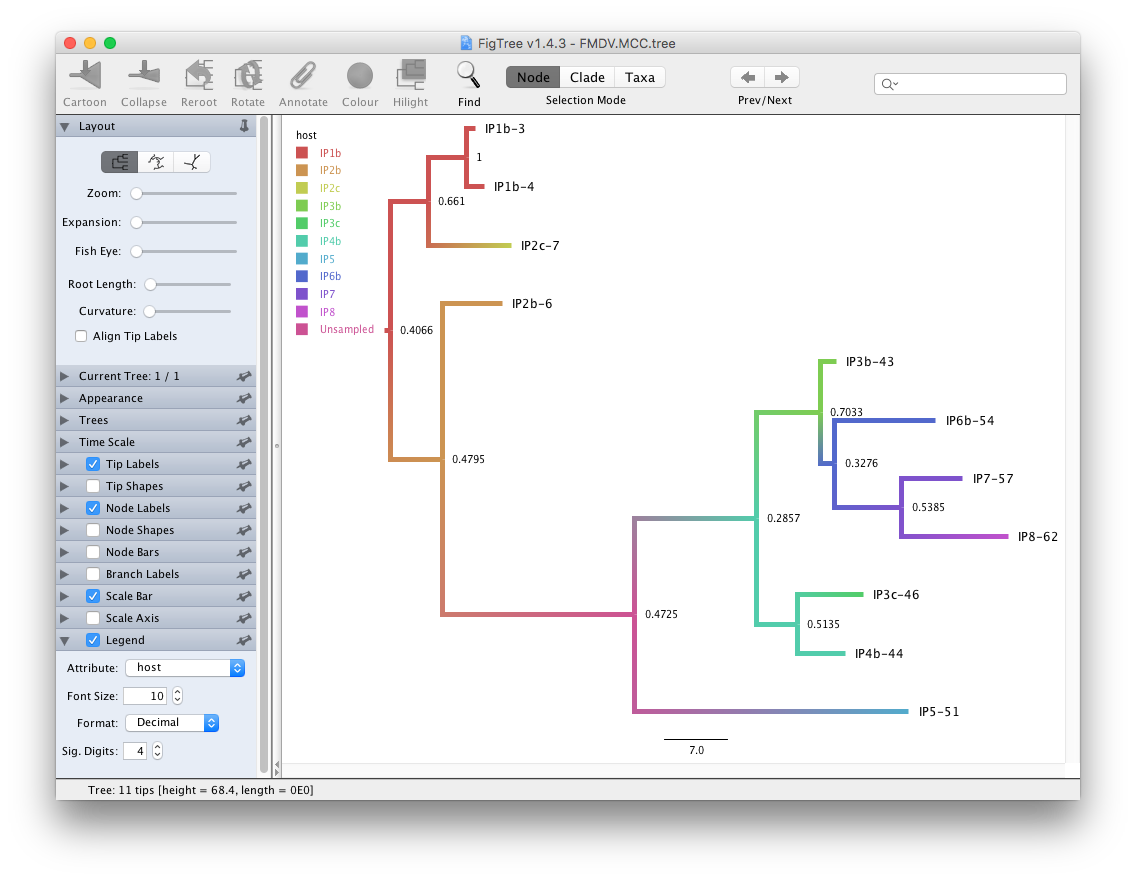 FigTree v1.4.3 - FMDV.MCC.tree
Cartoon Collapse Reroot Rotate Annotate Colour Hilight Find
Node Clade Taxa
Selection Mode
Prev/Next
Layout
Zoom:
Expansion:
Fish Eye:
Root Length:
Curvature:
Align Tip Labels
Current Tree: 1 / 1
Appearance
Trees
Time Scale
Tip Labels
Tip Shapes
Node Labels
Node Shapes
Node Bars
Branch Labels
Scale Bar
Scale Axis
Legend
Attribute: host
Font Size: 10
Format: Decimal
Sig. Digits: 4
host
IP1b
IP2b
IP2c
IP3b
IP3c
IP4b
IP5
IP6b
IP7
IP8
Unsampled
IP1b-3
1
IP1b-4
0.661
IP2c-7
IP2b-6
0.4066
IP3b-43
0.7033
IP6b-54
0.4795
0.3276
IP7-57
0.5385
0.2857
IP8-62
IP3c-46
0.4725
0.5135
IP4b-44
IP5-51
7.0
Tree: 11 tips [height = 68.4, length = 0E0]